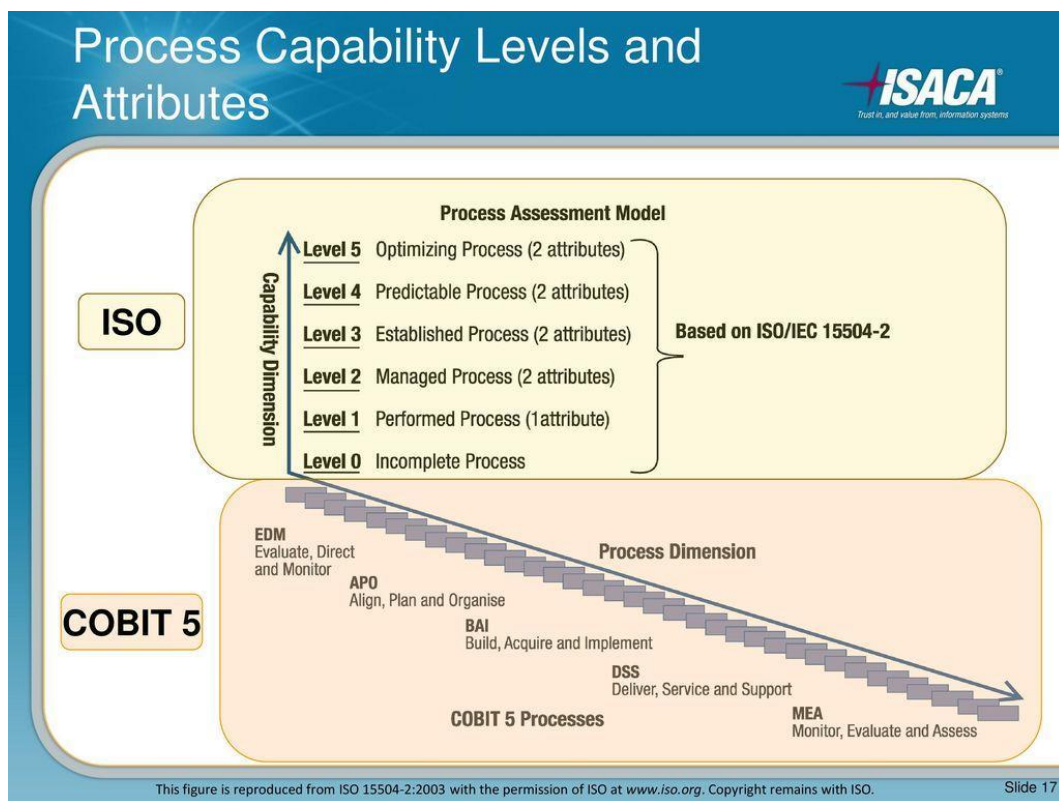 Process Capability Levels and
Attributes
ISACA®
Trust in, and value from, information systems
Process Assessment Model
Level 5 Optimizing Process (2 attributes)
Level 4 Predictable Process (2 attributes)
Level 3 Established Process (2 attributes)
Level 2 Managed Process (2 attributes)
Level 1 Performed Process (1attribute)
Level 0 Incomplete Process
Capability Dimension
Based on ISO/IEC 15504-2
ISO
COBIT 5
Process Dimension
EDM
Evaluate, Direct
and Monitor
APO
Align, Plan and Organise
BAI
Build, Acquire and Implement
DSS
Deliver, Service and Support
MEA
Monitor, Evaluate and Assess
COBIT 5 Processes
This figure is reproduced from ISO 15504-2:2003 with the permission of ISO at www.iso.org. Copyright remains with ISO.
Slide 17